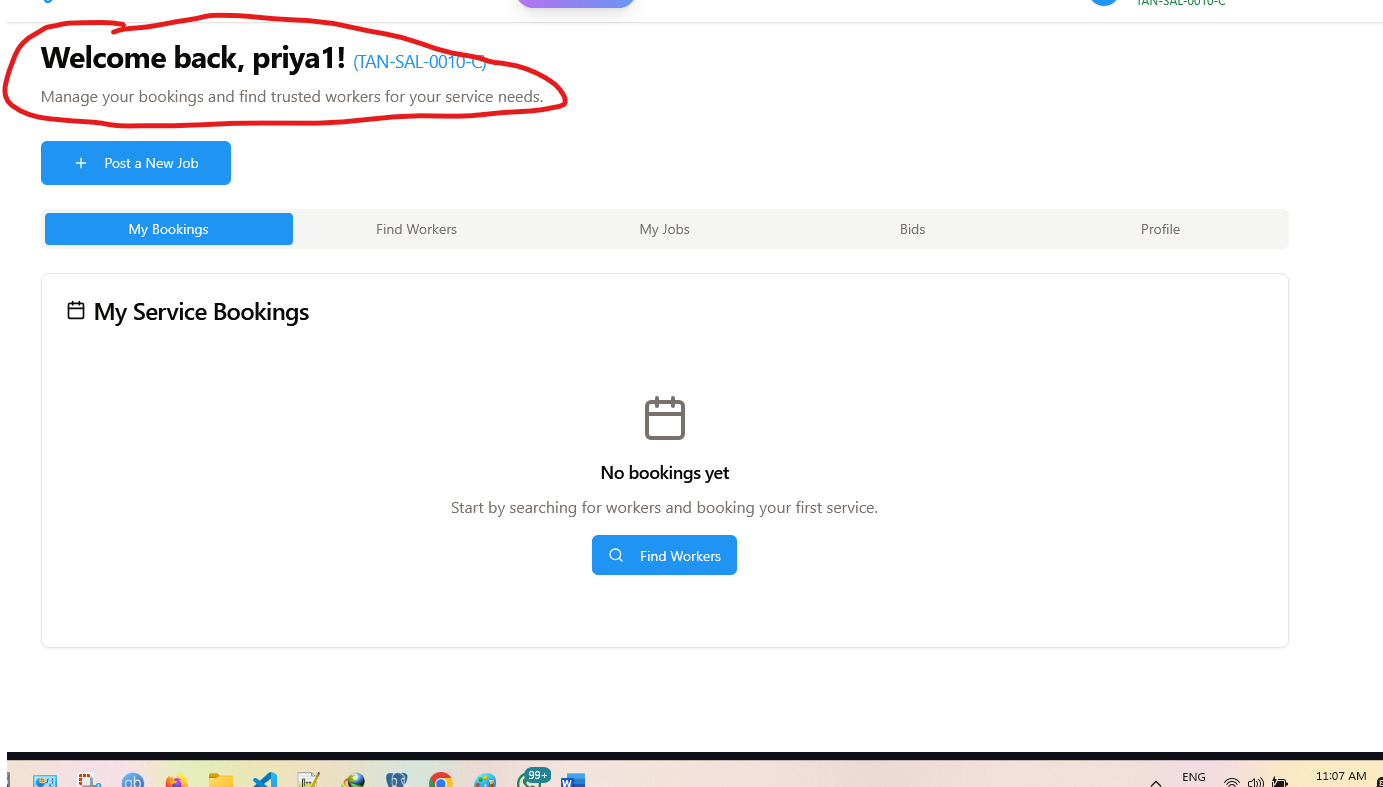 TAN-SAL-0010-C
Welcome back, priya1! (TAN-SAL-0010-C)
Manage your bookings and find trusted workers for your service needs.
+ Post a New Job
My Bookings Find Workers My Jobs Bids Profile
My Service Bookings
No bookings yet
Start by searching for workers and booking your first service.
Find Workers
99+
ENG
11:07 AM